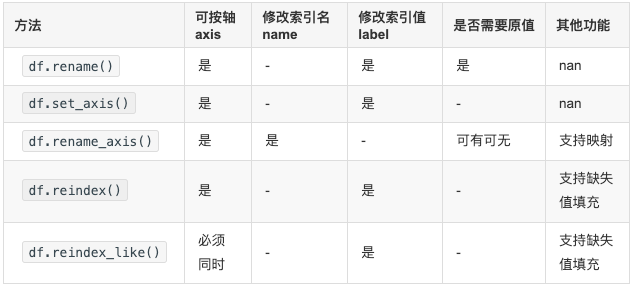 方法 可按轴 axis 修改索引名 name 修改索引值 label 是否需要原值 其他功能
df.rename() 是 - 是 是 nan
df.set_axis() 是 - 是 - nan
df.rename_axis() 是 是 - 可有可无 支持映射
df.reindex() 是 - 是 - 支持缺失值填充
df.reindex_like() 必须同时 - 是 - 支持缺失值填充